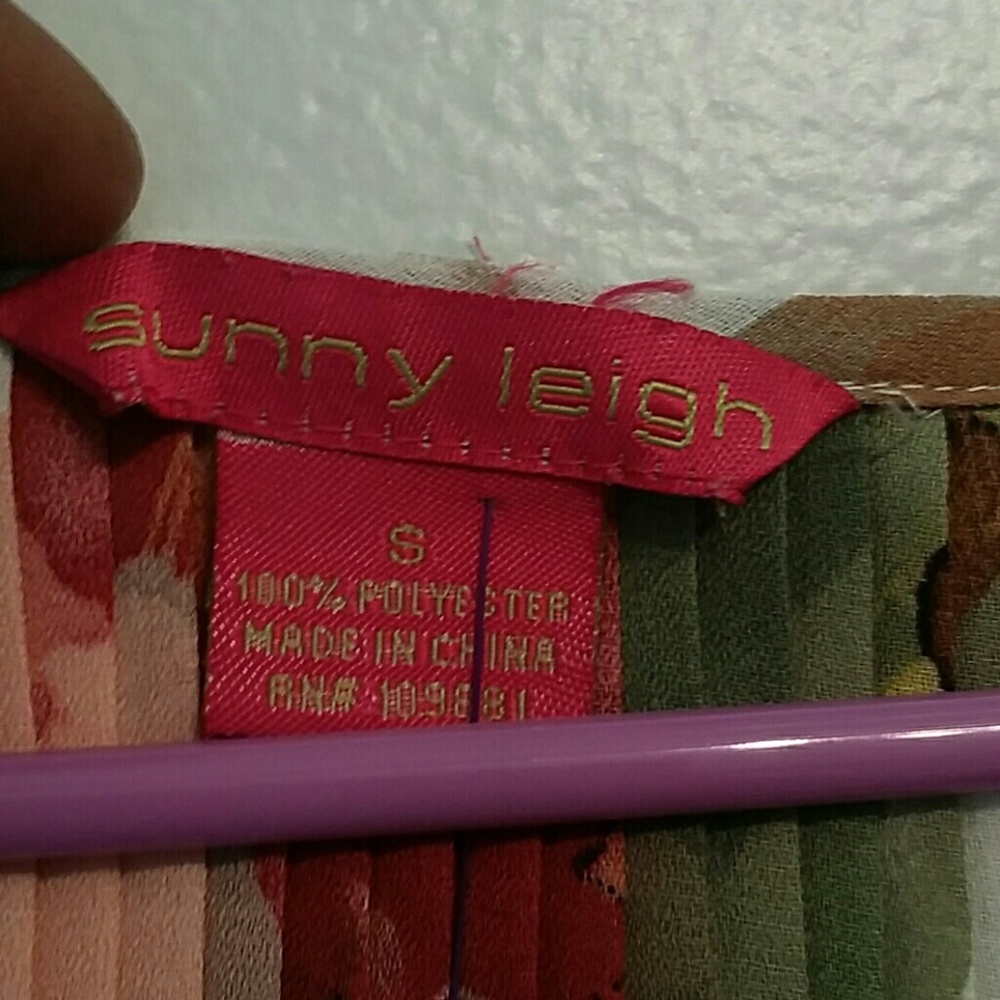 sunny leigh
S
100% POLYESTER
MADE IN CHINA
RN#